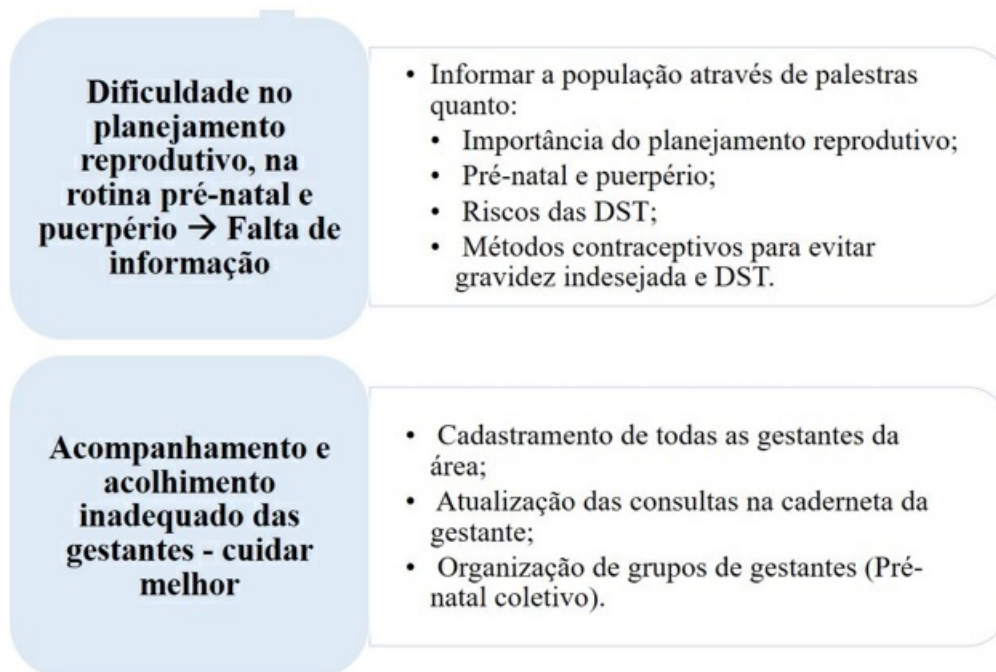 Dificuldade no
planejamento
reprodutivo, na
rotina pré-natal e
puerpério → Falta de
informação
• Informar a população através de palestras
quanto:
• Importância do planejamento reprodutivo;
• Pré-natal e puerpério;
• Riscos das DST;
• Métodos contraceptivos para evitar
gravidez indesejada e DST.
Acompanhamento e
acolhimento
inadequado das
gestantes - cuidar
melhor
• Cadastramento de todas as gestantes da
área;
• Atualização das consultas na caderneta da
gestante;
• Organização de grupos de gestantes (Pré-
natal coletivo).